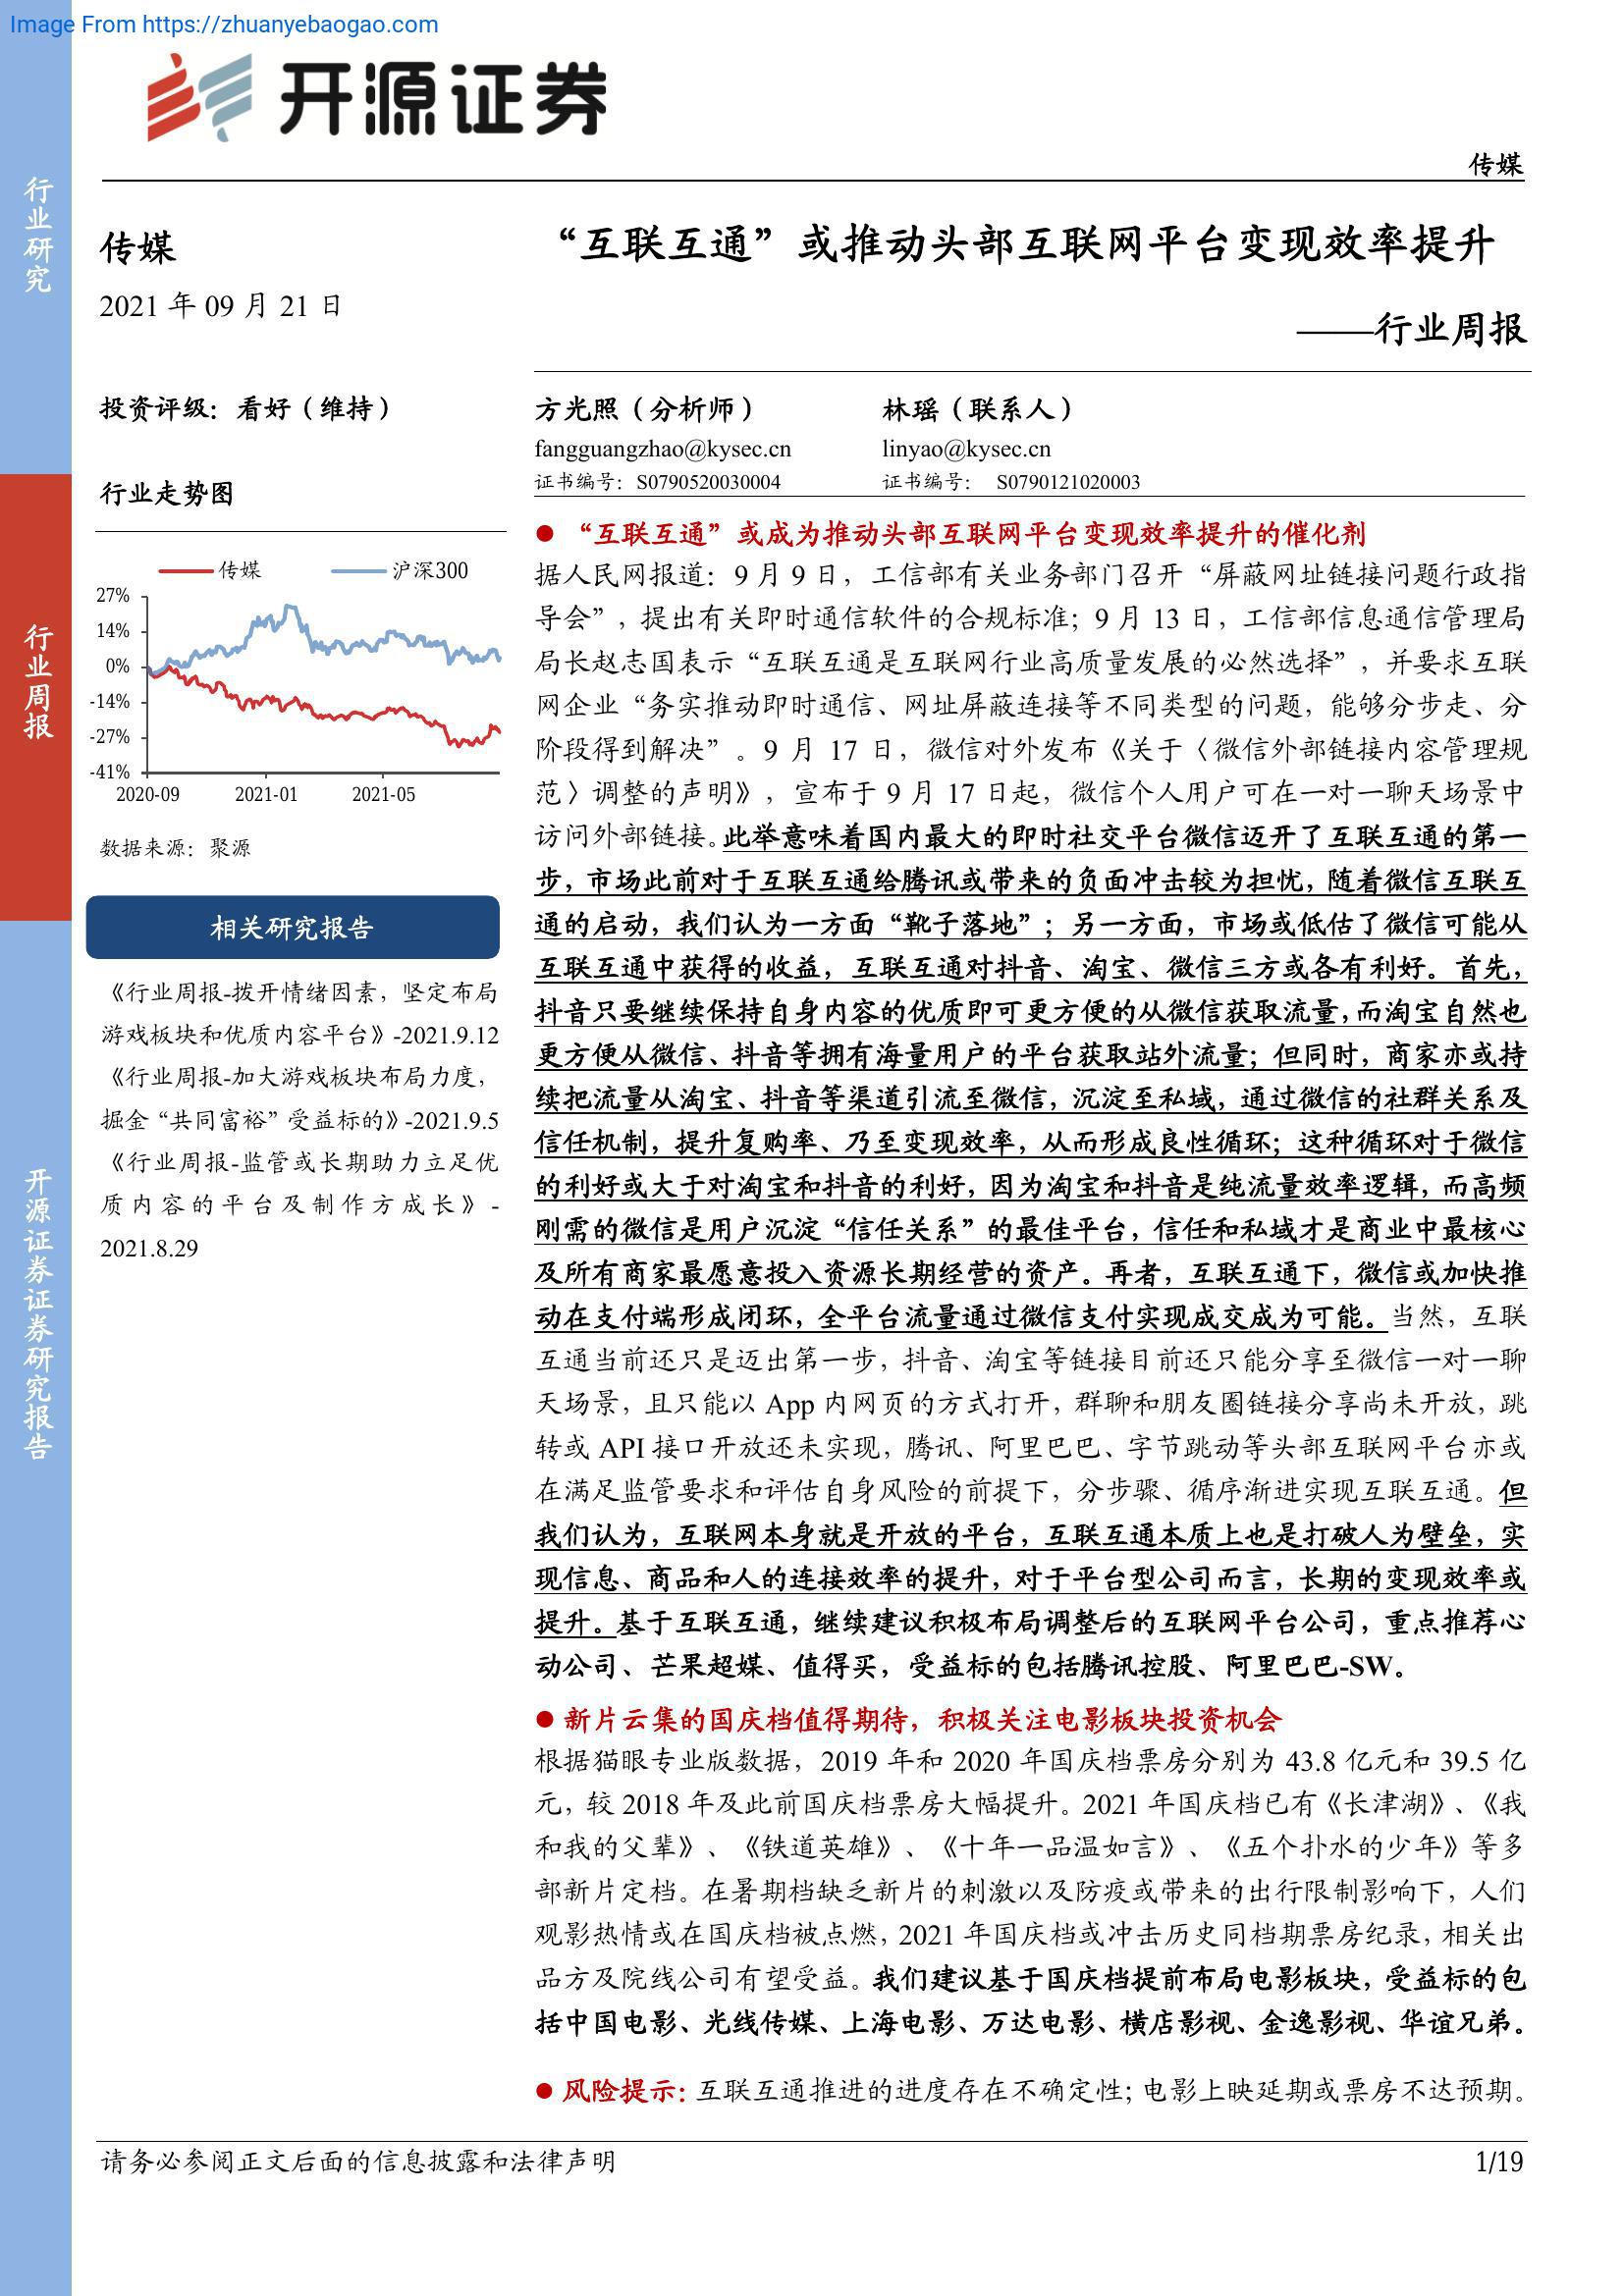 Image From https://zhuanyebaogao.com
开源证券
传媒
行业研究
行业周报
开源证券证券研究报告
传媒
2021 年 09 月 21 日
投资评级：看好（维持）
行业走势图
传媒 沪深300
27%
14%
0%
-14%
-27%
-41%
2020-09 2021-01 2021-05
数据来源：聚源
相关研究报告
《行业周报-拨开情绪因素，坚定布局
游戏板块和优质内容平台》-2021.9.12
《行业周报-加大游戏板块布局力度，
掘金“共同富裕”受益标的》-2021.9.5
《行业周报-监管或长期助力立足优
质内容的平台及制作方成长》-
2021.8.29
“互联互通”或推动头部互联网平台变现效率提升
——行业周报
方光照（分析师） 林瑶（联系人）
fangguangzhao@kysec.cn linyao@kysec.cn
证书编号：S0790520030004 证书编号： S0790121020003
● “互联互通”或成为推动头部互联网平台变现效率提升的催化剂
据人民网报道：9 月 9 日，工信部有关业务部门召开“屏蔽网址链接问题行政指
导会”，提出有关即时通信软件的合规标准；9 月 13 日，工信部信息通信管理局
局长赵志国表示“互联互通是互联网行业高质量发展的必然选择”，并要求互联
网企业“务实推动即时通信、网址屏蔽连接等不同类型的问题，能够分步走、分
阶段得到解决”。9 月 17 日，微信对外发布《关于〈微信外部链接内容管理规
范〉调整的声明》，宣布于 9 月 17 日起，微信个人用户可在一对一聊天场景中
访问外部链接。此举意味着国内最大的即时社交平台微信迈开了互联互通的第一
步，市场此前对于互联互通给腾讯或带来的负面冲击较为担忧，随着微信互联互
通的启动，我们认为一方面“靴子落地”；另一方面，市场或低估了微信可能从
互联互通中获得的收益，互联互通对抖音、淘宝、微信三方或各有利好。首先，
抖音只要继续保持自身内容的优质即可更方便的从微信获取流量，而淘宝自然也
更方便从微信、抖音等拥有海量用户的平台获取站外流量；但同时，商家亦或持
续把流量从淘宝、抖音等渠道引流至微信，沉淀至私域，通过微信的社群关系及
信任机制，提升复购率、乃至变现效率，从而形成良性循环；这种循环对于微信
的利好或大于对淘宝和抖音的利好，因为淘宝和抖音是纯流量效率逻辑，而高频
刚需的微信是用户沉淀“信任关系”的最佳平台，信任和私域才是商业中最核心
及所有商家最愿意投入资源长期经营的资产。再者，互联互通下，微信或加快推
动在支付端形成闭环，全平台流量通过微信支付实现成交成为可能。当然，互联
互通当前还只是迈出第一步，抖音、淘宝等链接目前还只能分享至微信一对一聊
天场景，且只能以 App 内网页的方式打开，群聊和朋友圈链接分享尚未开放，跳
转或 API 接口开放还未实现，腾讯、阿里巴巴、字节跳动等头部互联网平台亦或
在满足监管要求和评估自身风险的前提下，分步骤、循序渐进实现互联互通。但
我们认为，互联网本身就是开放的平台，互联互通本质上也是打破人为壁垒，实
现信息、商品和人的连接效率的提升，对于平台型公司而言，长期的变现效率或
提升。基于互联互通，继续建议积极布局调整后的互联网平台公司，重点推荐心
动公司、芒果超媒、值得买，受益标的包括腾讯控股、阿里巴巴-SW。
● 新片云集的国庆档值得期待，积极关注电影板块投资机会
根据猫眼专业版数据，2019 年和 2020 年国庆档票房分别为 43.8 亿元和 39.5 亿
元，较 2018 年及此前国庆档票房大幅提升。2021 年国庆档已有《长津湖》、《我
和我的父辈》、《铁道英雄》、《十年一品温如言》、《五个扑水的少年》等多
部新片定档。在暑期档缺乏新片的刺激以及防疫或带来的出行限制影响下，人们
观影热情或在国庆档被点燃，2021 年国庆档或冲击历史同档期票房纪录，相关出
品方及院线公司有望受益。我们建议基于国庆档提前布局电影板块，受益标的包
括中国电影、光线传媒、上海电影、万达电影、横店影视、金逸影视、华谊兄弟。
● 风险提示：互联互通推进的进度存在不确定性；电影上映延期或票房不达预期。
请务必参阅正文后面的信息披露和法律声明
1/19